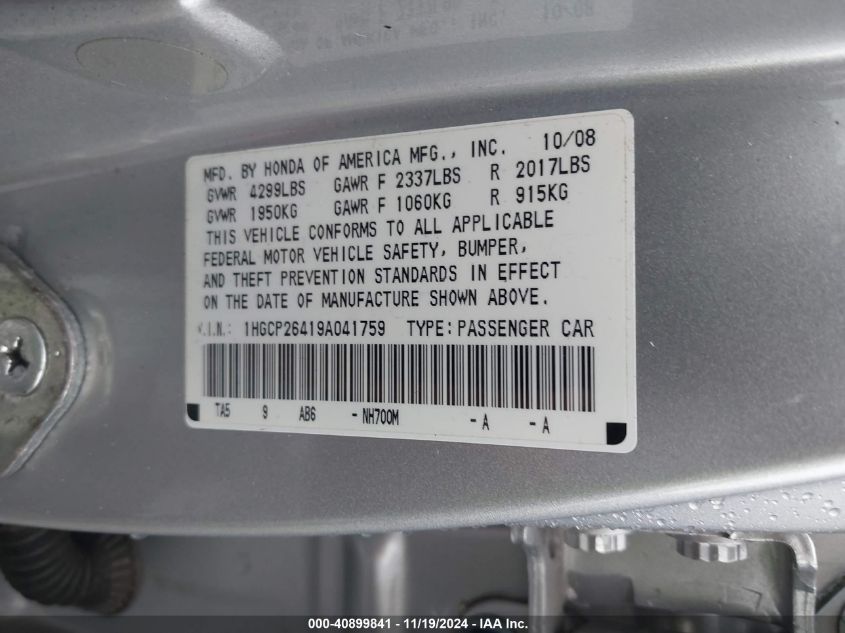 MFD. BY HONDA OF AMERICA MFG., INC. 10/08
GVWR 4299LBS GAWR F 2337LBS R 2017LBS
GVWR 1950KG GAWR F 1060KG R 915KG
THIS VEHICLE CONFORMS TO ALL APPLICABLE
FEDERAL MOTOR VEHICLE SAFETY, BUMPER,
AND THEFT PREVENTION STANDARDS IN EFFECT
ON THE DATE OF MANUFACTURE SHOWN ABOVE.
V.I.N.: 1HGCP26419A041759 TYPE:PASSENGER CAR
TA5 9 AB6 - NH700M - A - A
000-40899841 - 11/19/2024 - IAA Inc.